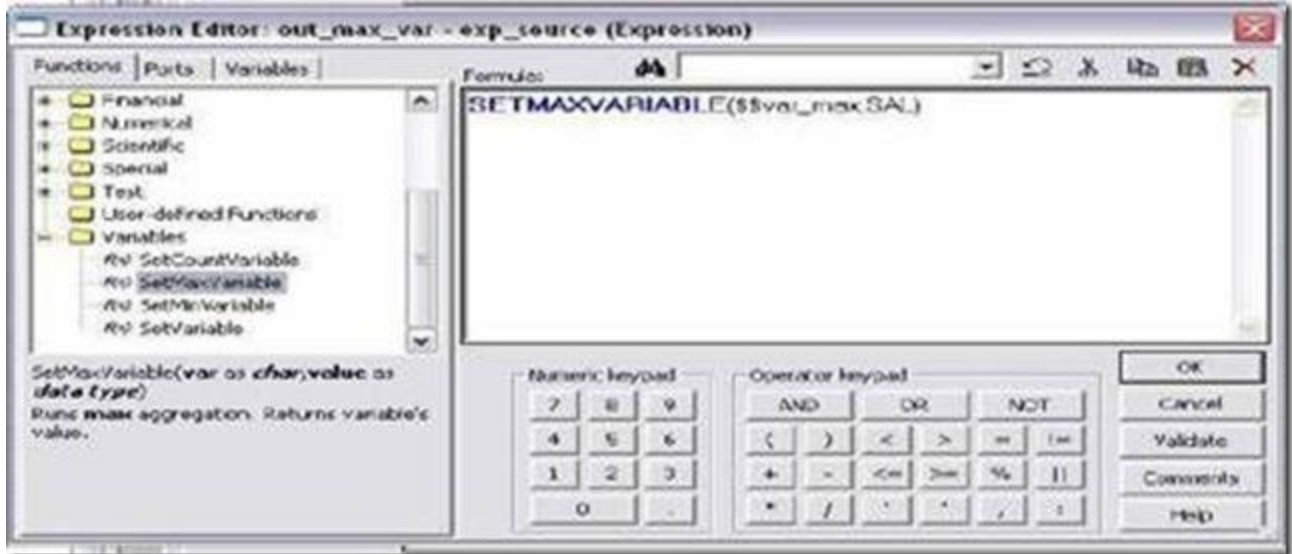 Expression Editor: out_max_var - exp_source (Expression)
Functions Ports Variables
Formula:
Financial
Numerical
Scientific
Special
Test
User-defined Functions
Variables
f(x) SetCountVariable
f(x) SetMaxVariable
f(x) SetMinVariable
f(x) SetVariable
SETMAXVARIABLE($$var_max SAL)
SetMaxVariable(var as char,value as
data type)
Runs max aggregation. Returns variable's
value.
Numeric keypad
7 8 9
4 5 6
1 2 3
0 .
Operator keypad
AND OR NOT
( ) < > = !=
+ - <= >= % ||
* /
OK
Cancel
Validate
Comments
Help